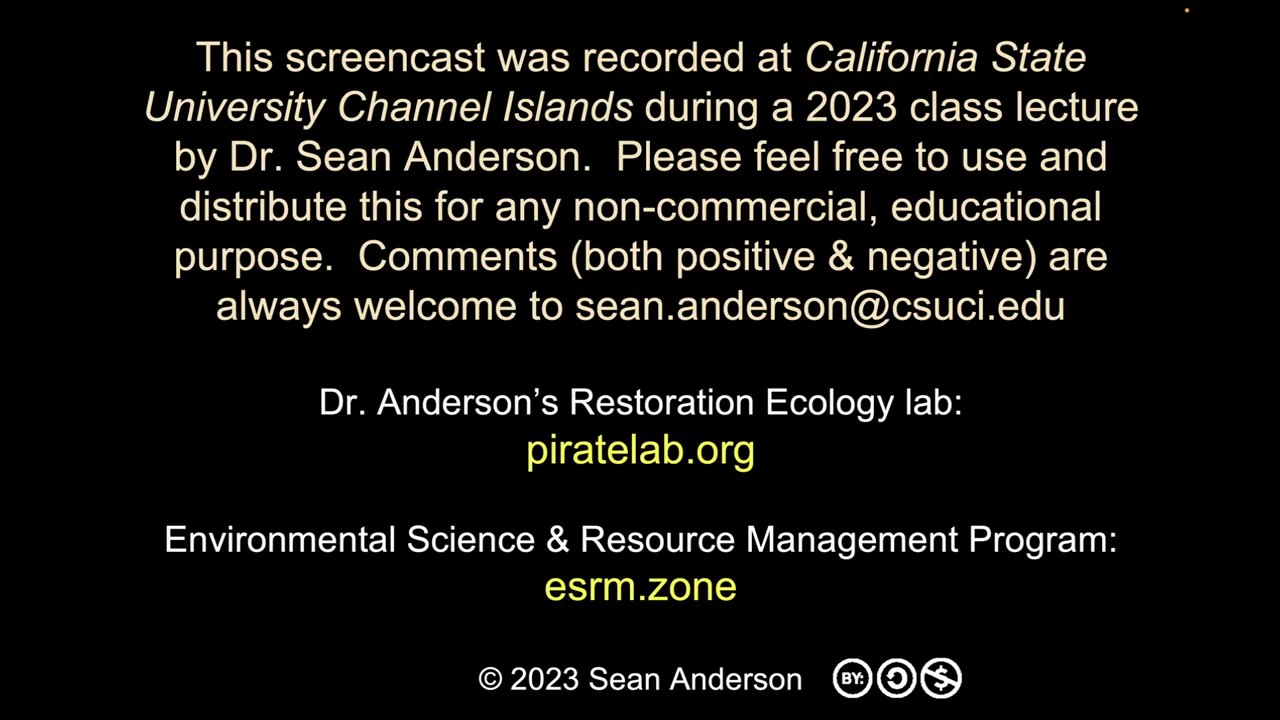 This screencast was recorded at California State
University Channel Islands during a 2023 class lecture
by Dr. Sean Anderson.  Please feel free to use and
distribute this for any non-commercial, educational
purpose.  Comments (both positive & negative) are
always welcome to sean.anderson@csuci.edu
Dr. Anderson’s Restoration Ecology lab:
piratelab.org
Environmental Science & Resource Management Program:
esrm.zone
© 2023 Sean Anderson BY: $